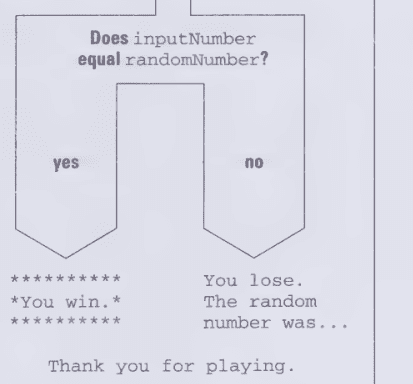 Does inputNumber
equal randomNumber?
yes no
**********
*You win.*
**********
You lose.
The random
number was...
Thank you for playing.